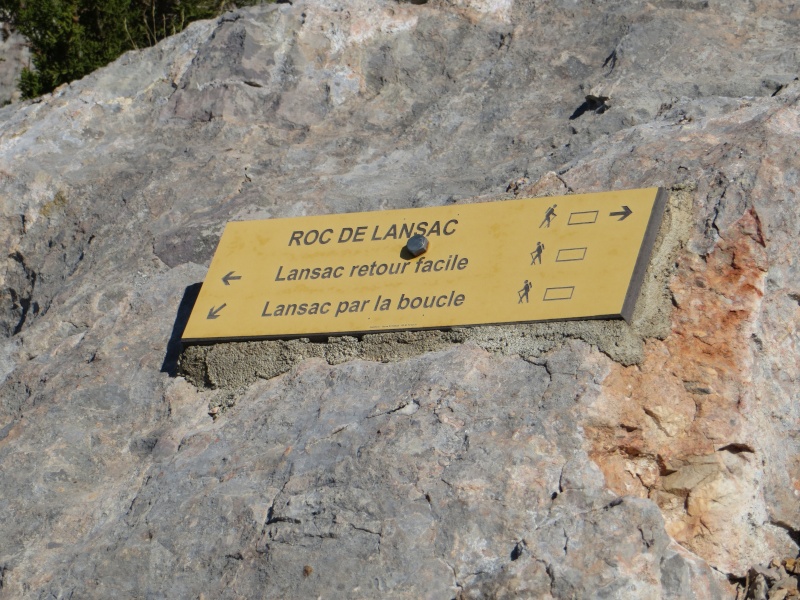 ROC DE LANSAC
Lansac retour facile
Lansac par la boucle